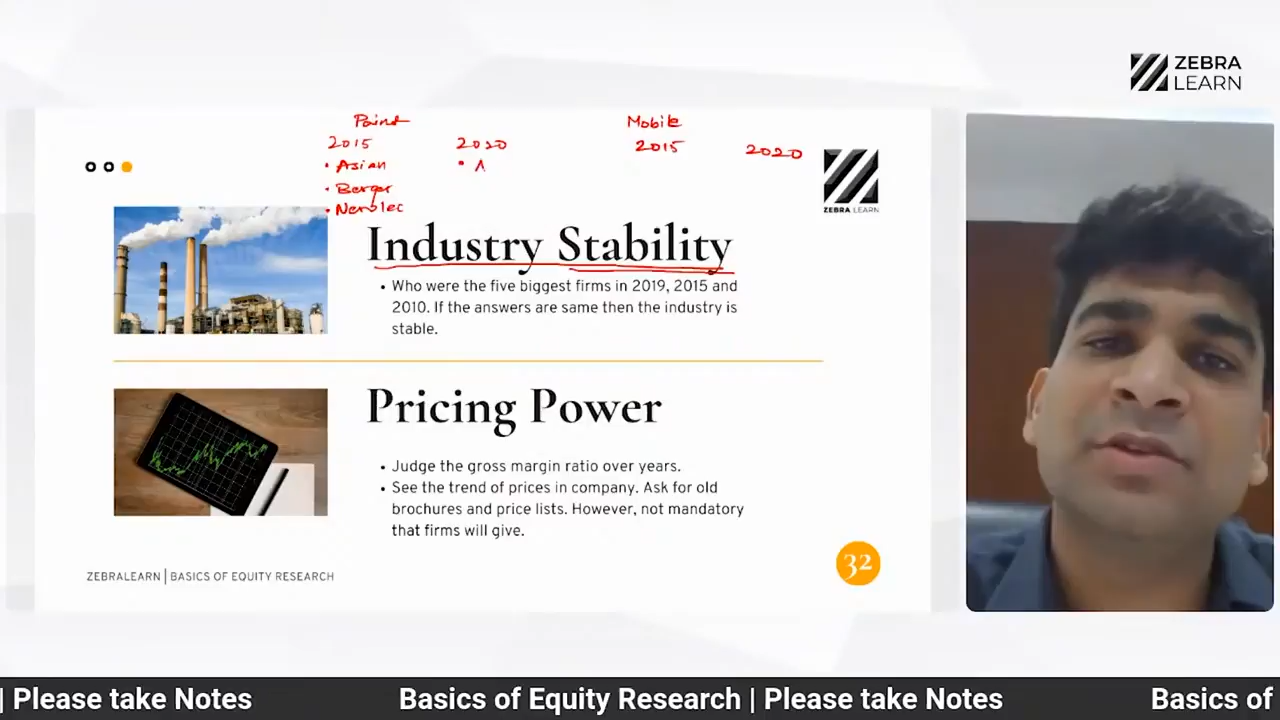 ZEBRA
LEARN
Paint
Mobile
2015
2020
2015
2020
• Asian
• A
• Berger
• Nerolec
ZEBRA LEARN
Industry Stability
• Who were the five biggest firms in 2019, 2015 and
2010. If the answers are same then the industry is
stable.
Pricing Power
• Judge the gross margin ratio over years.
• See the trend of prices in company. Ask for old
brochures and price lists. However, not mandatory
that firms will give.
32
ZEBRALEARN | BASICS OF EQUITY RESEARCH
| Please take Notes
Basics of Equity Research | Please take Notes
Basics of